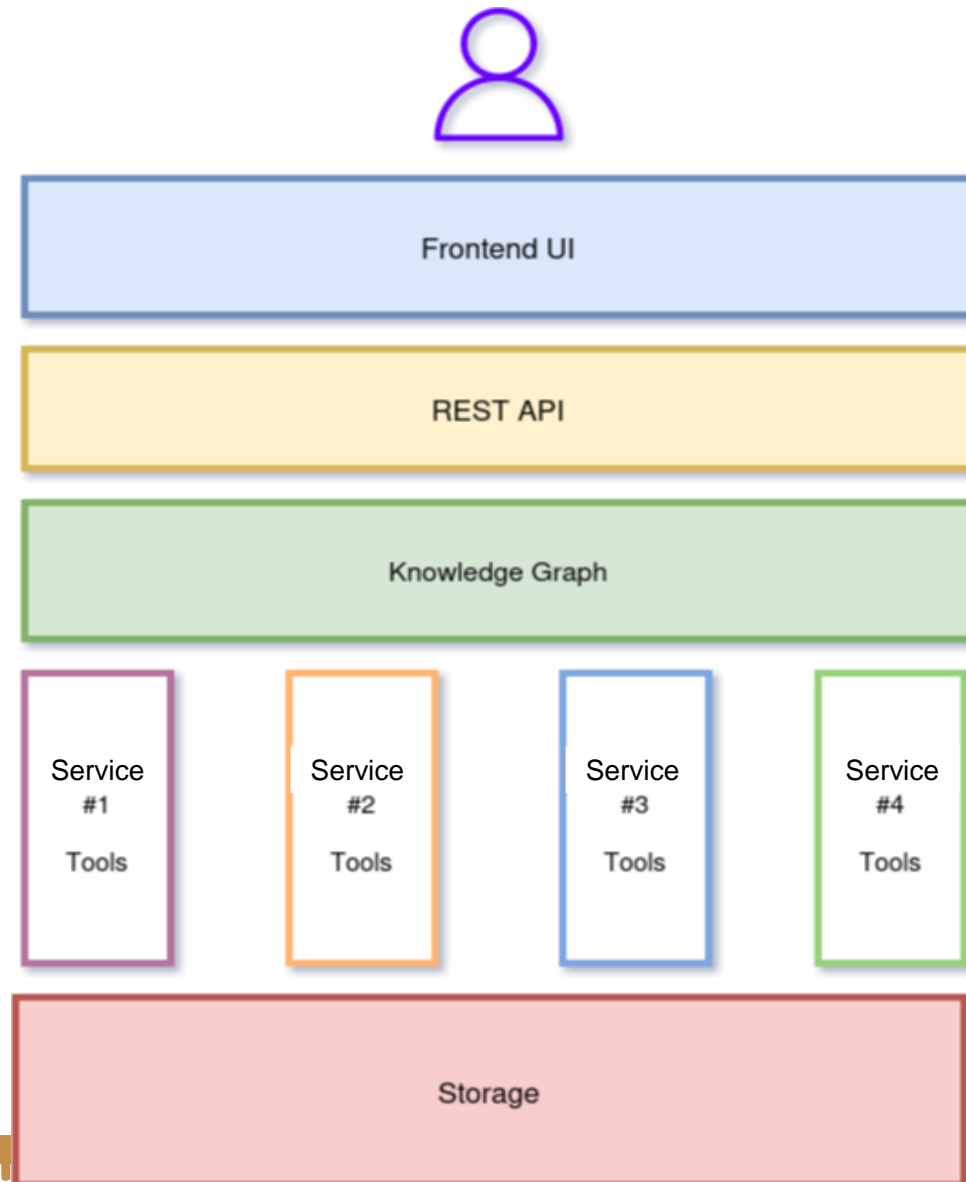 Frontend UI
REST API
Knowledge Graph
Service
#1
Tools
Service
#2
Tools
Service
#3
Tools
Service
#4
Tools
Storage